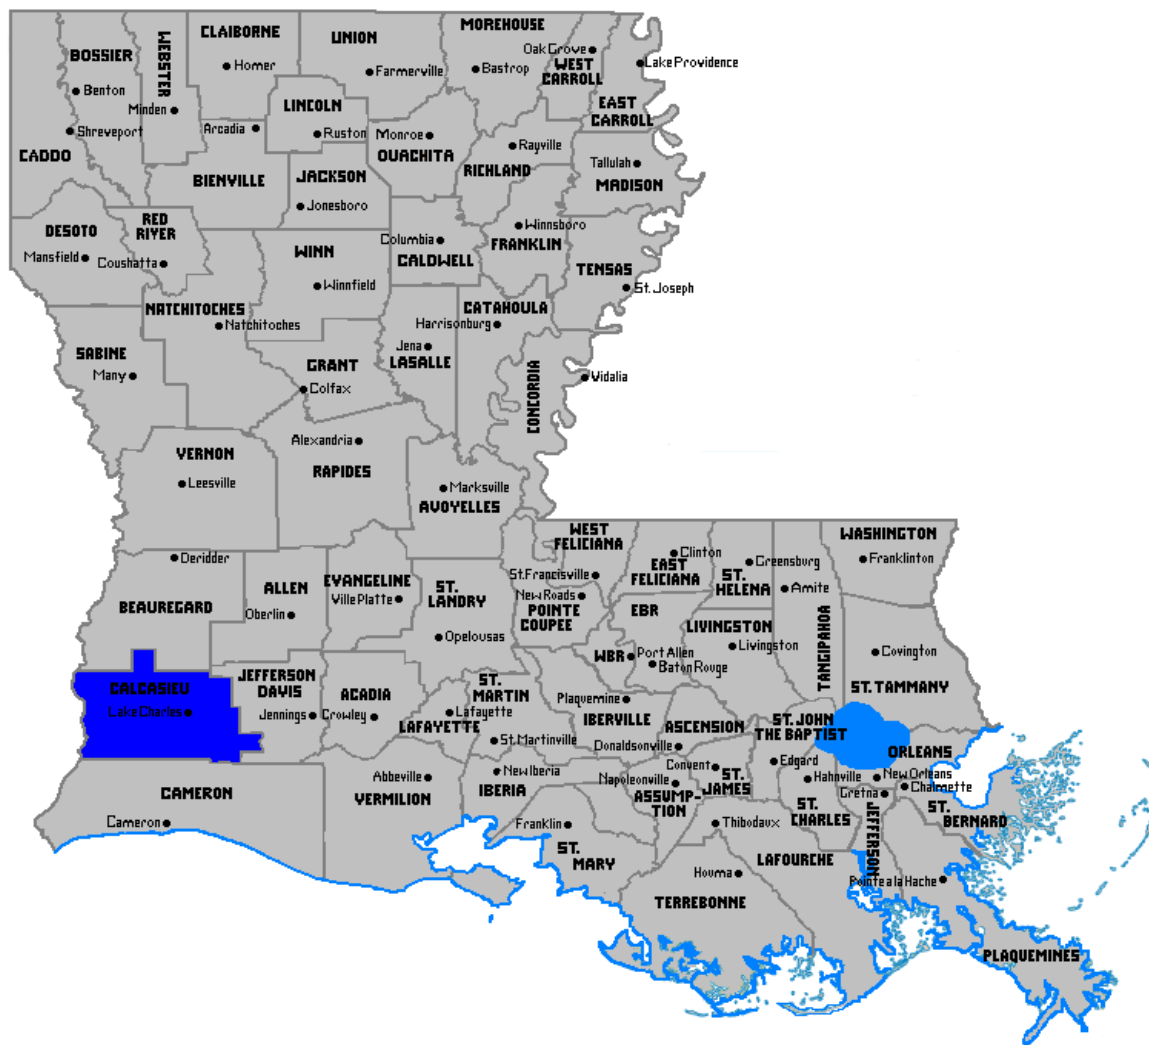 MOREHOUSE
CLAIBORNE
UNION
WEBSTER
BOSSIER
Oak Grove
WEST
CARROLL
Lake Providence
Homer
Farmerville
Bastrop
Benton
Minden
LINCOLN
EAST
CARROLL
Shreveport
Arcadia
Ruston
Monroe
OUACHITA
Rayville
CADDO
RICHLAND
Tallulah
MADISON
BIENVILLE
JACKSON
Jonesboro
RED
RIVER
DESOTO
Winnsboro
FRANKLIN
Columbia
CALDWELL
WINN
Mansfield
Coushatta
TENSAS
Winnfield
St. Joseph
NATCHITOCHES
Natchitoches
CATAHOULA
Harrisonburg
SABINE
Many
GRANT
Jena
LASALLE
Colfax
CONCORDIA
Vidalia
Alexandria
RAPIDES
VERNON
Leesville
Marksville
AVOYELLES
WEST
FELICIANA
WASHINGTON
Franklinton
Deridder
Clinton
EAST
FELICIANA
Greensburg
ST.
HELENA
St. Francisville
New Roads
POINTE
COUPEE
EVANGELINE
Ville Platte
ALLEN
Oberlin
ST.
LANDRY
Amite
BEAUREGARD
EBR
LIVINGSTON
Livingston
TANGIPAHOA
Opelousas
WBR
Port Allen
Baton Rouge
Covington
ST. TAMMANY
CALCASIEU
Lake Charles
JEFFERSON
DAVIS
Jennings
ACADIA
Crowley
ST.
MARTIN
Lafayette
LAFAYETTE
Plaquemine
IBERVILLE
ASCENSION
ST. JOHN
THE BAPTIST
St. Martinville
Donaldsonville
ORLEANS
Convent
Edgard
New Iberia
IBERIA
Napoleonville
ASSUMP-
TION
ST.
JAMES
Hahnville
New Orleans
Chalmette
Gretna
Abbeville
VERMILION
CAMERON
Cameron
ST.
CHARLES
JEFFERSON
ST.
BERNARD
Franklin
Thibodaux
ST.
MARY
LAFOURCHE
Houma
Pointe a la Hache
TERREBONNE
PLAQUEMINES